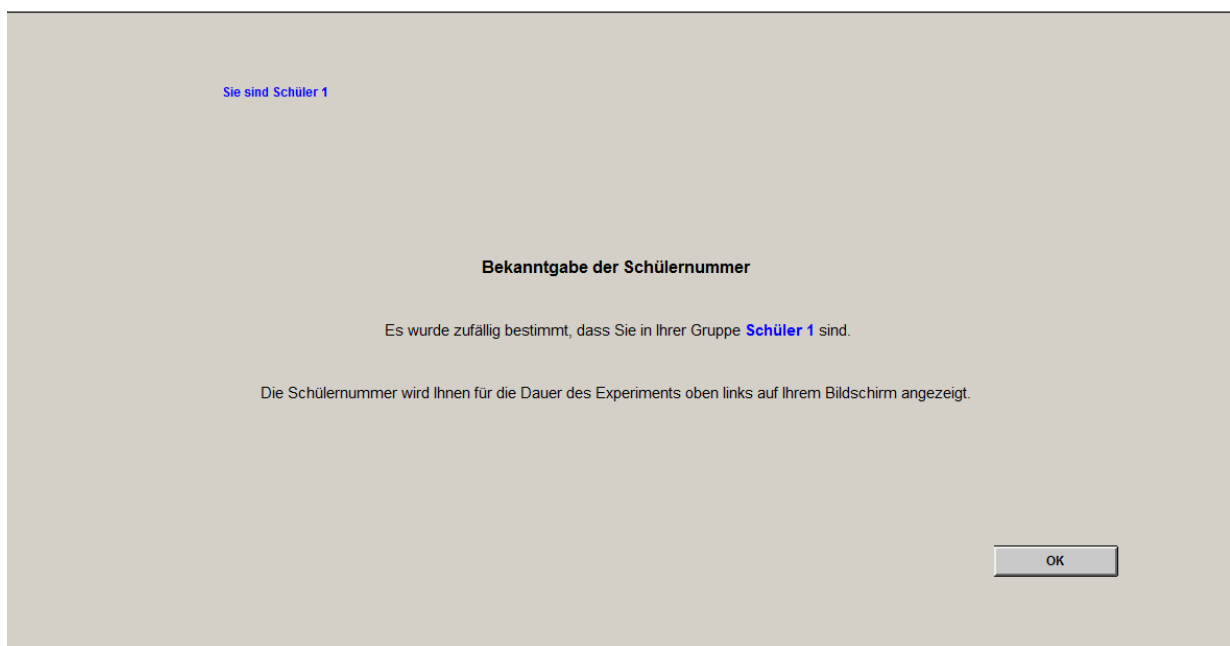 Sie sind Schüler 1
Bekanntgabe der Schülernummer
Es wurde zufällig bestimmt, dass Sie in Ihrer Gruppe Schüler 1 sind.
Die Schülernummer wird Ihnen für die Dauer des Experiments oben links auf Ihrem Bildschirm angezeigt.
OK